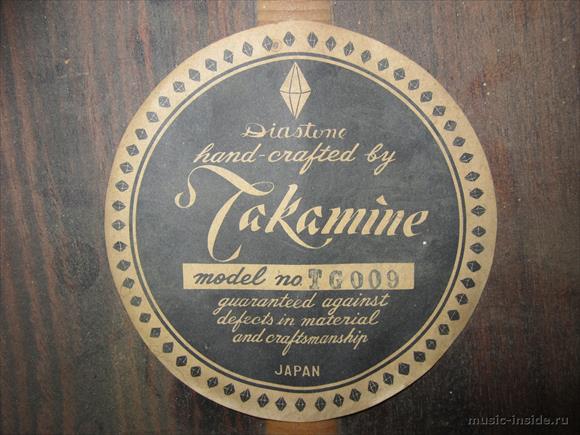 Diastone
hand-crafted by
Takamine
model no. TG009
guaranteed against
defects in material
and craftsmanship
JAPAN
music-inside.ru